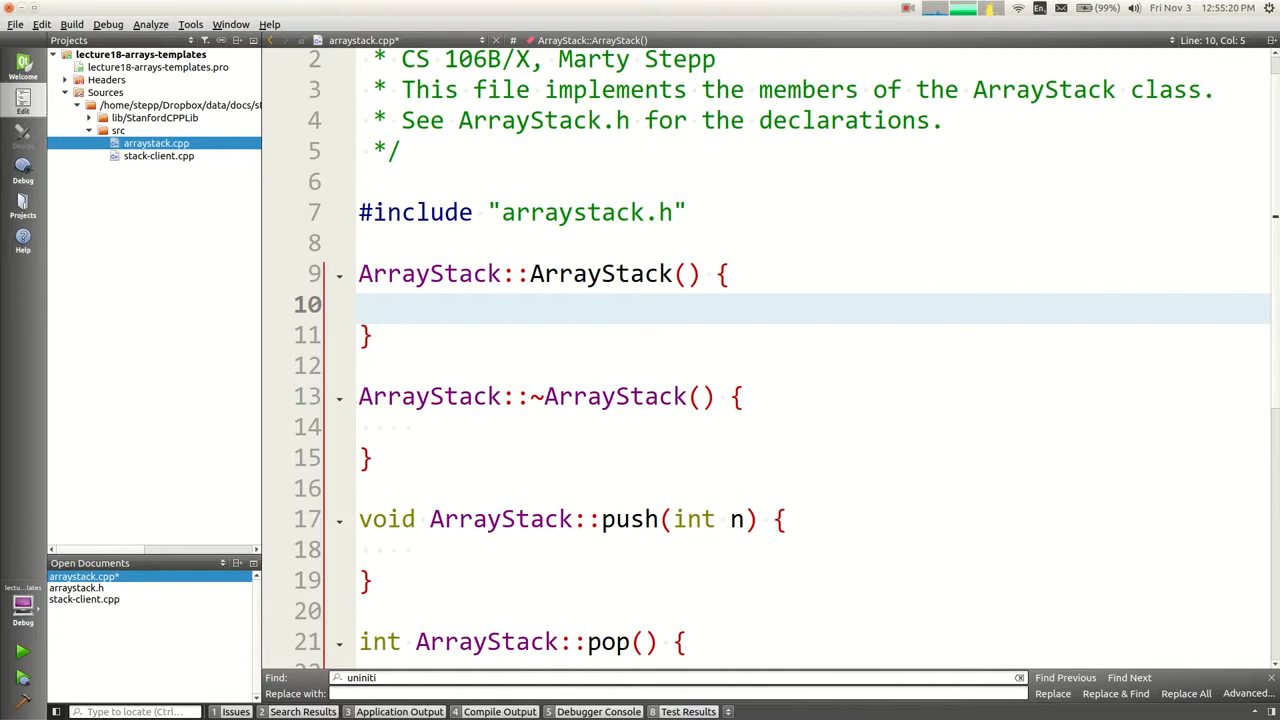 En,
(99%)
Fri Nov 3
12:55:20 PM
File Edit Build Debug Analyze Tools Window Help
Projects
arraystack.cpp*
#
ArrayStack::ArrayStack()
Line: 10, Col: 5
Welcome
Edit
Design
Debug
Projects
Help
lecture18-arrays-templates
lecture18-arrays-templates.pro
Headers
Sources
/home/stepp/Dropbox/data/docs/st
lib/StanfordCPPLib
src
arraystack.cpp
stack-client.cpp
2 * CS 106B/X, Marty Stepp
3 * This file implements the members of the ArrayStack class.
4 * See ArrayStack.h for the declarations.
5 */
6
7 #include "arraystack.h"
8
9 ArrayStack::ArrayStack() {
10
11 }
12
13 ArrayStack::~ArrayStack() {
14
15 }
16
17 void ArrayStack::push(int n) {
18
19 }
20
21 int ArrayStack::pop() {
Open Documents
arraystack.cpp*
arraystack.h
stack-client.cpp
lectu...lates
Debug
Find: uniniti
Find Previous Find Next
Replace with:
Replace Replace & Find Replace All Advanced...
Type to locate (Ctrl...
1 Issues 2 Search Results 3 Application Output 4 Compile Output 5 Debugger Console 8 Test Results